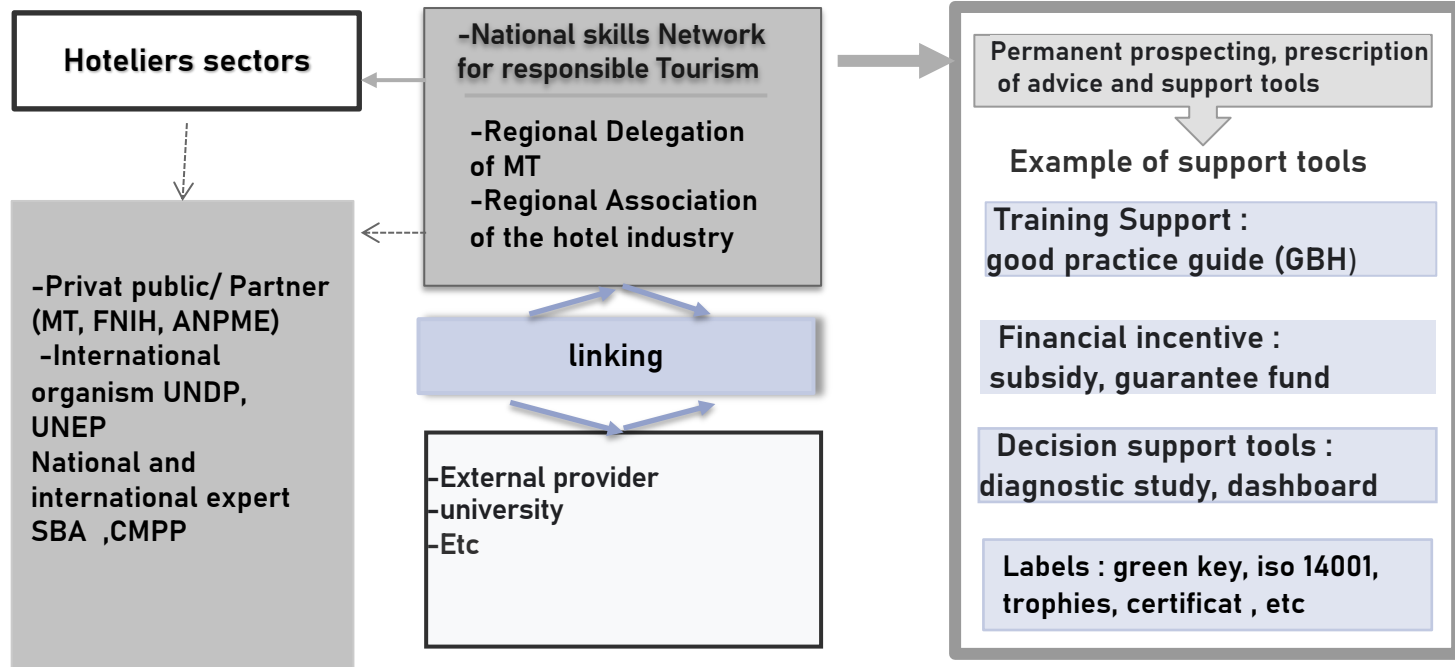 Hoteliers sectors
-National skills Network
for responsible Tourism
-Regional Delegation
of MT
-Regional Association
of the hotel industry
-Privat public/ Partner
(MT, FNIH, ANPME)
-International
organism UNDP,
UNEP
National and
international expert
SBA ,CMPP
linking
-External provider
-university
-Etc
Permanent prospecting, prescription
of advice and support tools
Example of support tools
Training Support :
good practice guide (GBH)
Financial incentive :
subsidy, guarantee fund
Decision support tools :
diagnostic study, dashboard
Labels : green key, iso 14001,
trophies, certificat , etc